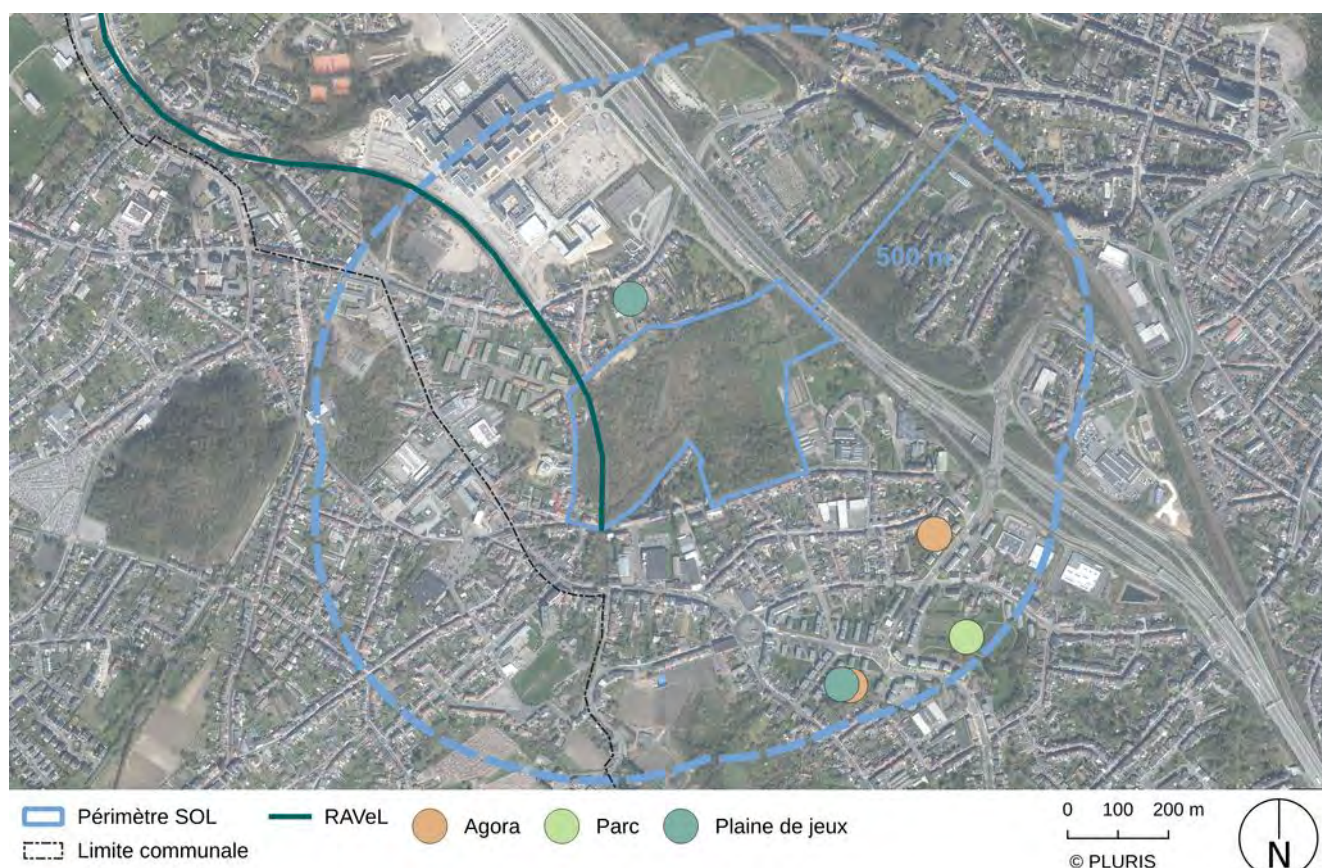 500 m
Périmètre SOL
RAVeL
Agora
Parc
Plaine de jeux
Limite communale
0 100 200 m
© PLURIS
N